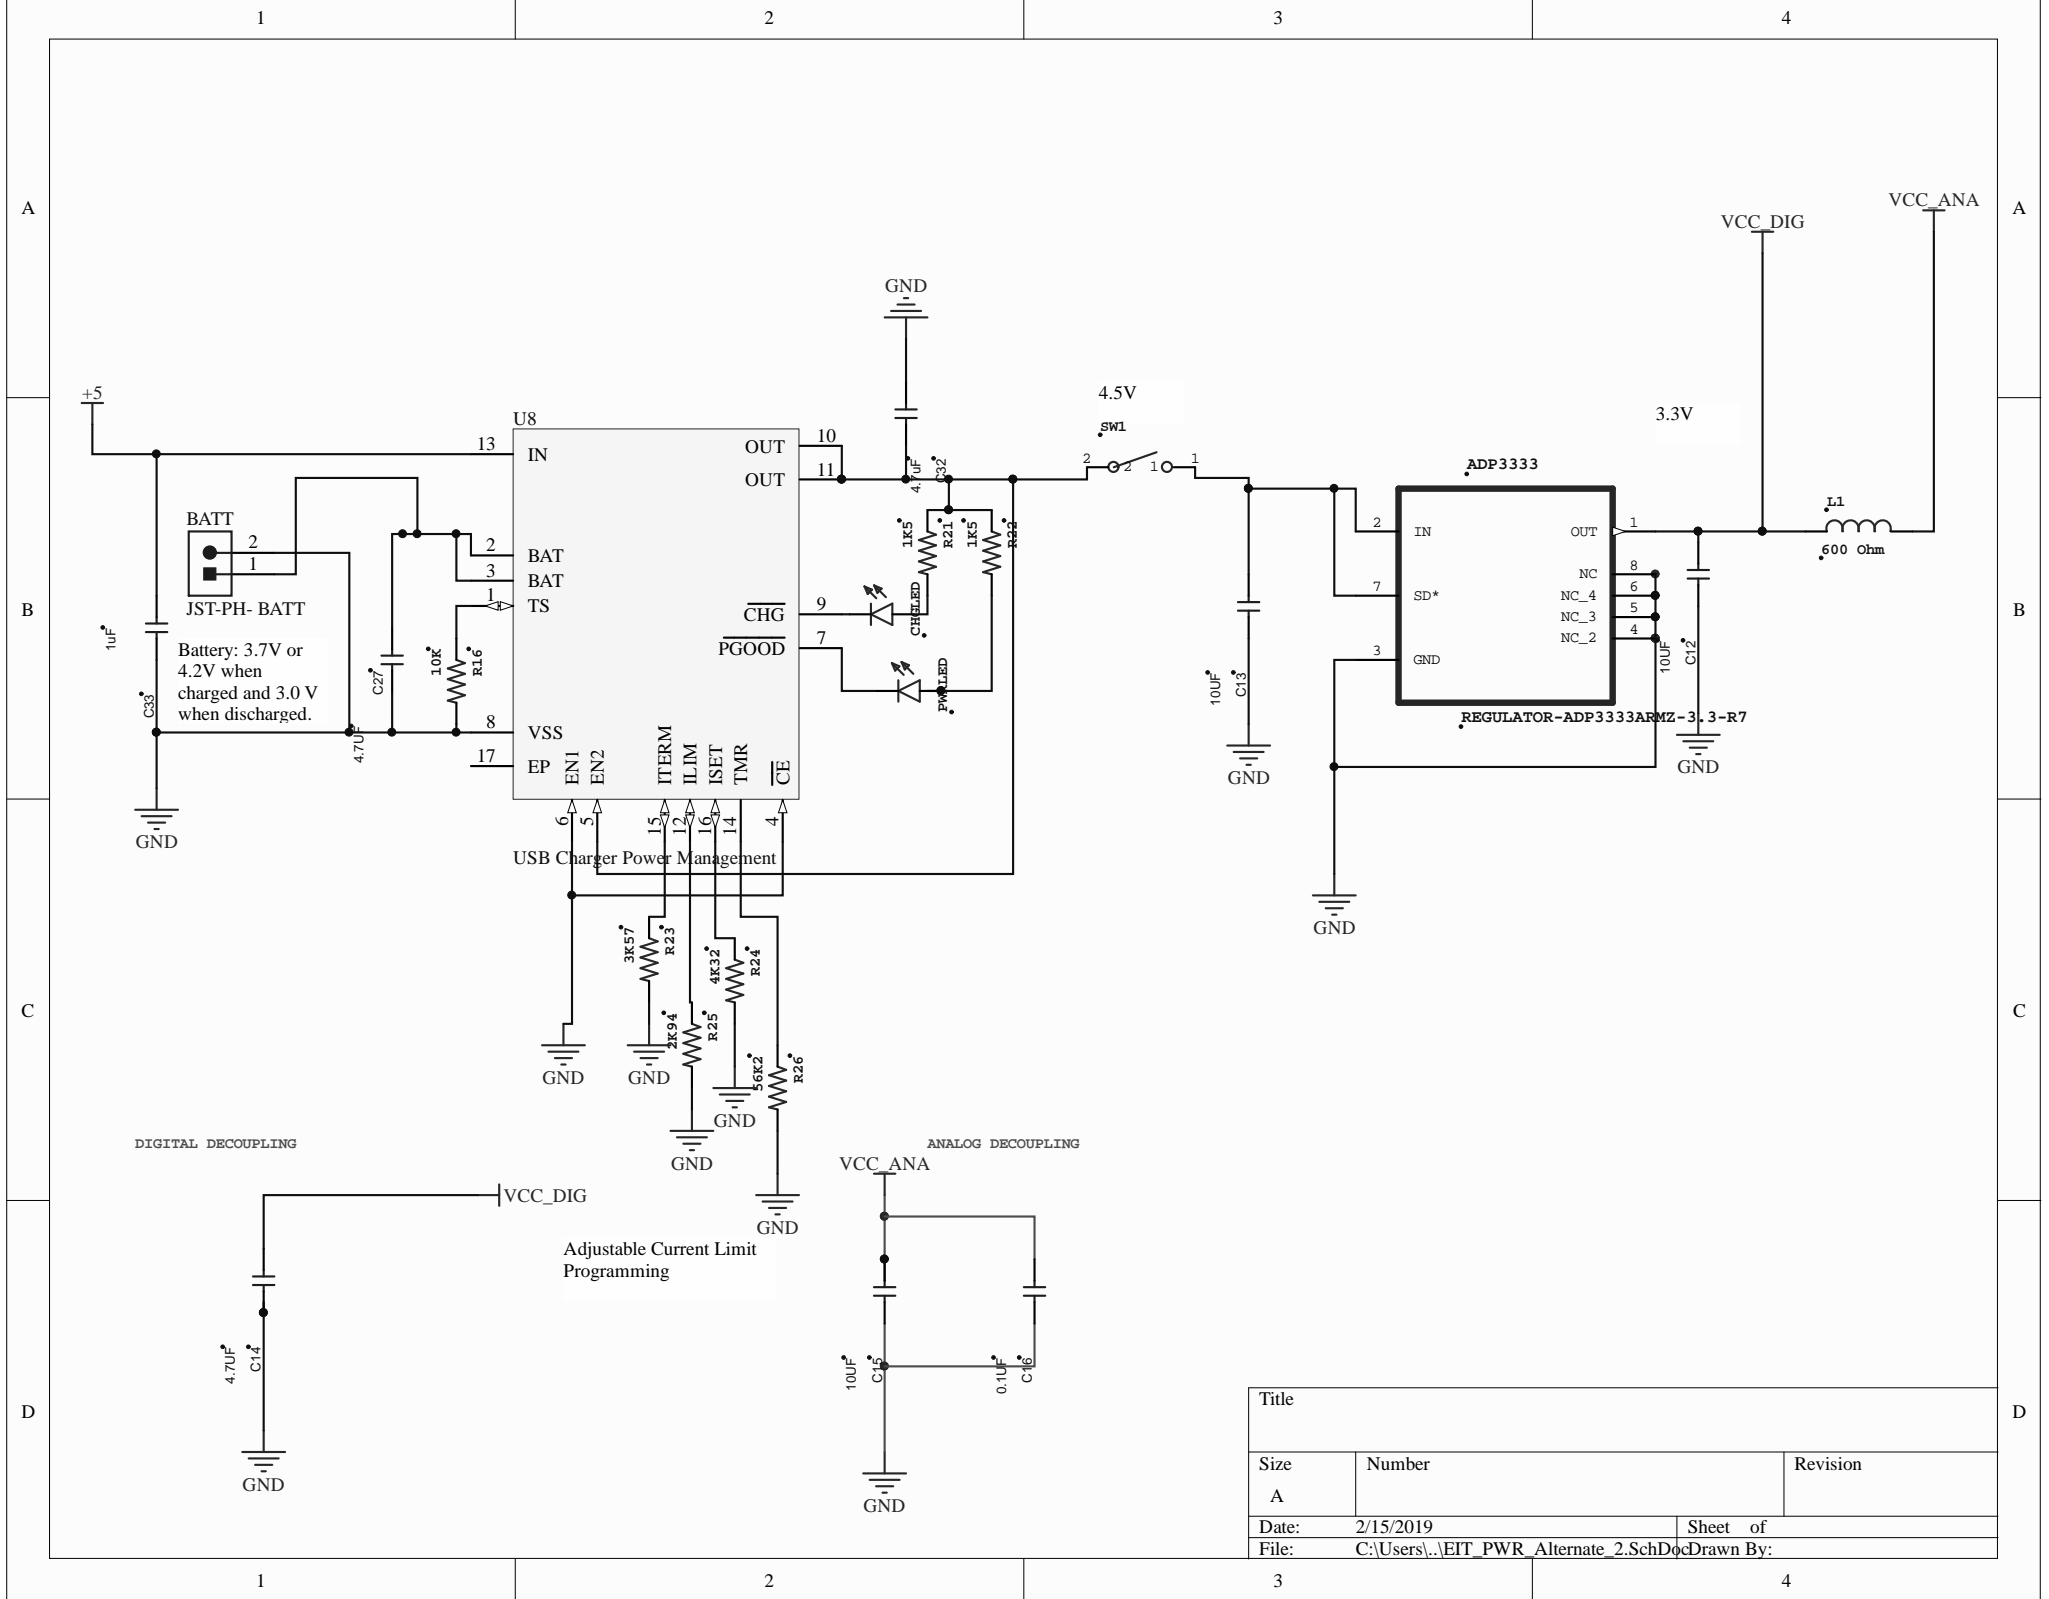 1
2
3
4
A
A
VCC_ANA
VCC_DIG
GND
+5
4.5V
SW1
3.3V
U8
13
IN
OUT
10
OUT
11
4.7uF
C32
2
2
1
1
ADP3333
L1
600 Ohm
BATT
2
1
JST-PH- BATT
2
BAT
3
BAT
1
TS
1K5
R21
1K5
R22
2
IN
OUT
1
7
SD*
NC
8
NC_4
6
NC_3
5
NC_2
4
3
GND
B
B
CHG
9
CHGLED
PGOOD
7
PWRLED
1uF
C33
Battery: 3.7V or
4.2V when
charged and 3.0 V
when discharged.
C27
4.7UF
10K
R16
10UF
C13
10UF
C12
REGULATOR-ADP3333ARMZ-3.3-R7
8
VSS
17
EP
EN1
EN2
ITERM
ILIM
ISET
TMR
CE
6
5
15
12
16
14
4
GND
GND
GND
USB Charger Power Management
GND
3K57
R23
4K32
R24
2K94
R25
56K2
R26
C
C
GND
GND
GND
GND
GND
DIGITAL DECOUPLING
ANALOG DECOUPLING
VCC_DIG
VCC_ANA
Adjustable Current Limit
Programming
4.7UF
C14
10UF
C15
0.1UF
C16
GND
GND
D
D
Title
Size
Number
Revision
A
Date:
2/15/2019
Sheet of
File:
C:\Users\..\EIT_PWR_Alternate_2.SchDoc
Drawn By:
1
2
3
4